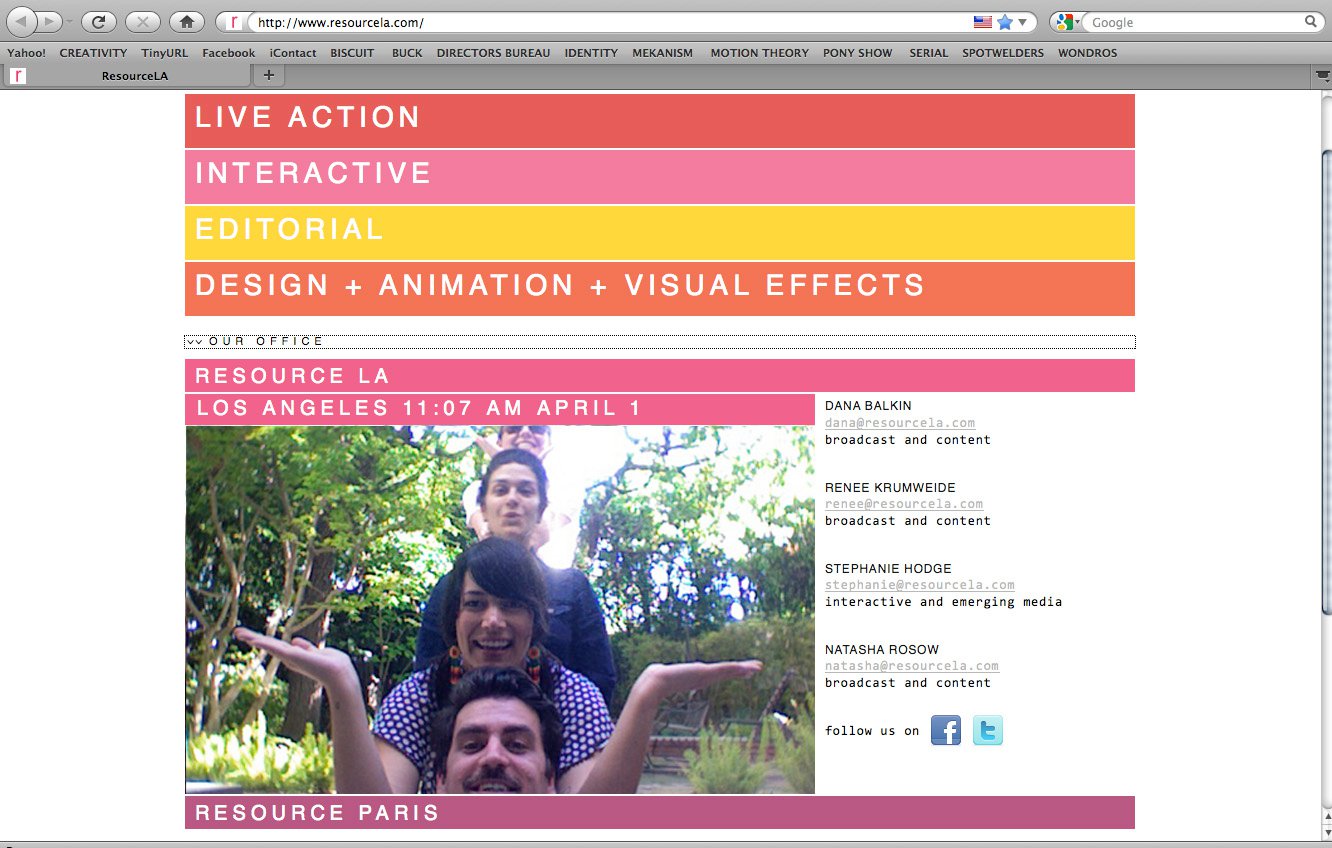 r http://www.resourcela.com/ Google
Yahoo! CREATIVITY TinyURL Facebook iContact BISCUIT BUCK DIRECTORS BUREAU IDENTITY MEKANISM MOTION THEORY PONY SHOW SERIAL SPOTWELDERS WONDROS
r ResourceLA +
LIVE ACTION
INTERACTIVE
EDITORIAL
DESIGN + ANIMATION + VISUAL EFFECTS
OUR OFFICE
RESOURCE LA
LOS ANGELES 11:07 AM APRIL 1
DANA BALKIN
dana@resourcela.com
broadcast and content
RENEE KRUMWEIDE
renee@resourcela.com
broadcast and content
STEPHANIE HODGE
stephanie@resourcela.com
interactive and emerging media
NATASHA ROSOW
natasha@resourcela.com
broadcast and content
follow us on f t
RESOURCE PARIS